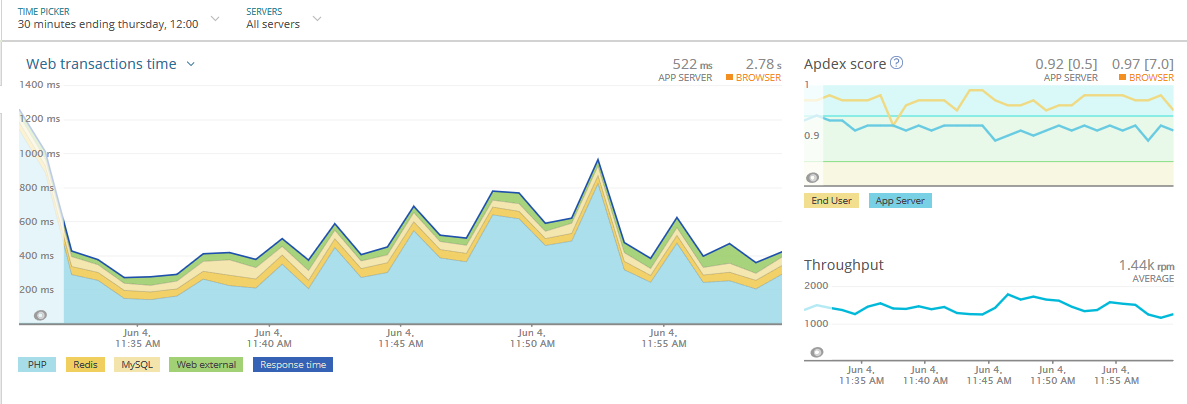 TIME PICKER
30 minutes ending thursday, 12:00
SERVERS
All servers
Web transactions time
522 ms
APP SERVER
2.78 s
BROWSER
1400 ms
1200 ms
1000 ms
800 ms
600 ms
400 ms
200 ms
Jun 4,
11:35 AM
Jun 4,
11:40 AM
Jun 4,
11:45 AM
Jun 4,
11:50 AM
Jun 4,
11:55 AM
PHP
Redis
MySQL
Web external
Response time
Apdex score ?
0.92 [0.5]
APP SERVER
0.97 [7.0]
BROWSER
1
0.9
End User
App Server
Throughput
1.44k rpm
AVERAGE
2000
1000
Jun 4,
11:35 AM
Jun 4,
11:40 AM
Jun 4,
11:45 AM
Jun 4,
11:50 AM
Jun 4,
11:55 AM